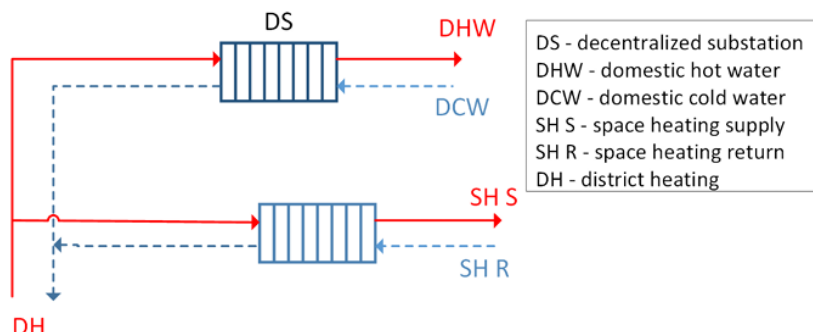 DS
DHW
DCW
SH S
SH R
DH
DS - decentralized substation
DHW - domestic hot water
DCW - domestic cold water
SH S - space heating supply
SH R - space heating return
DH - district heating